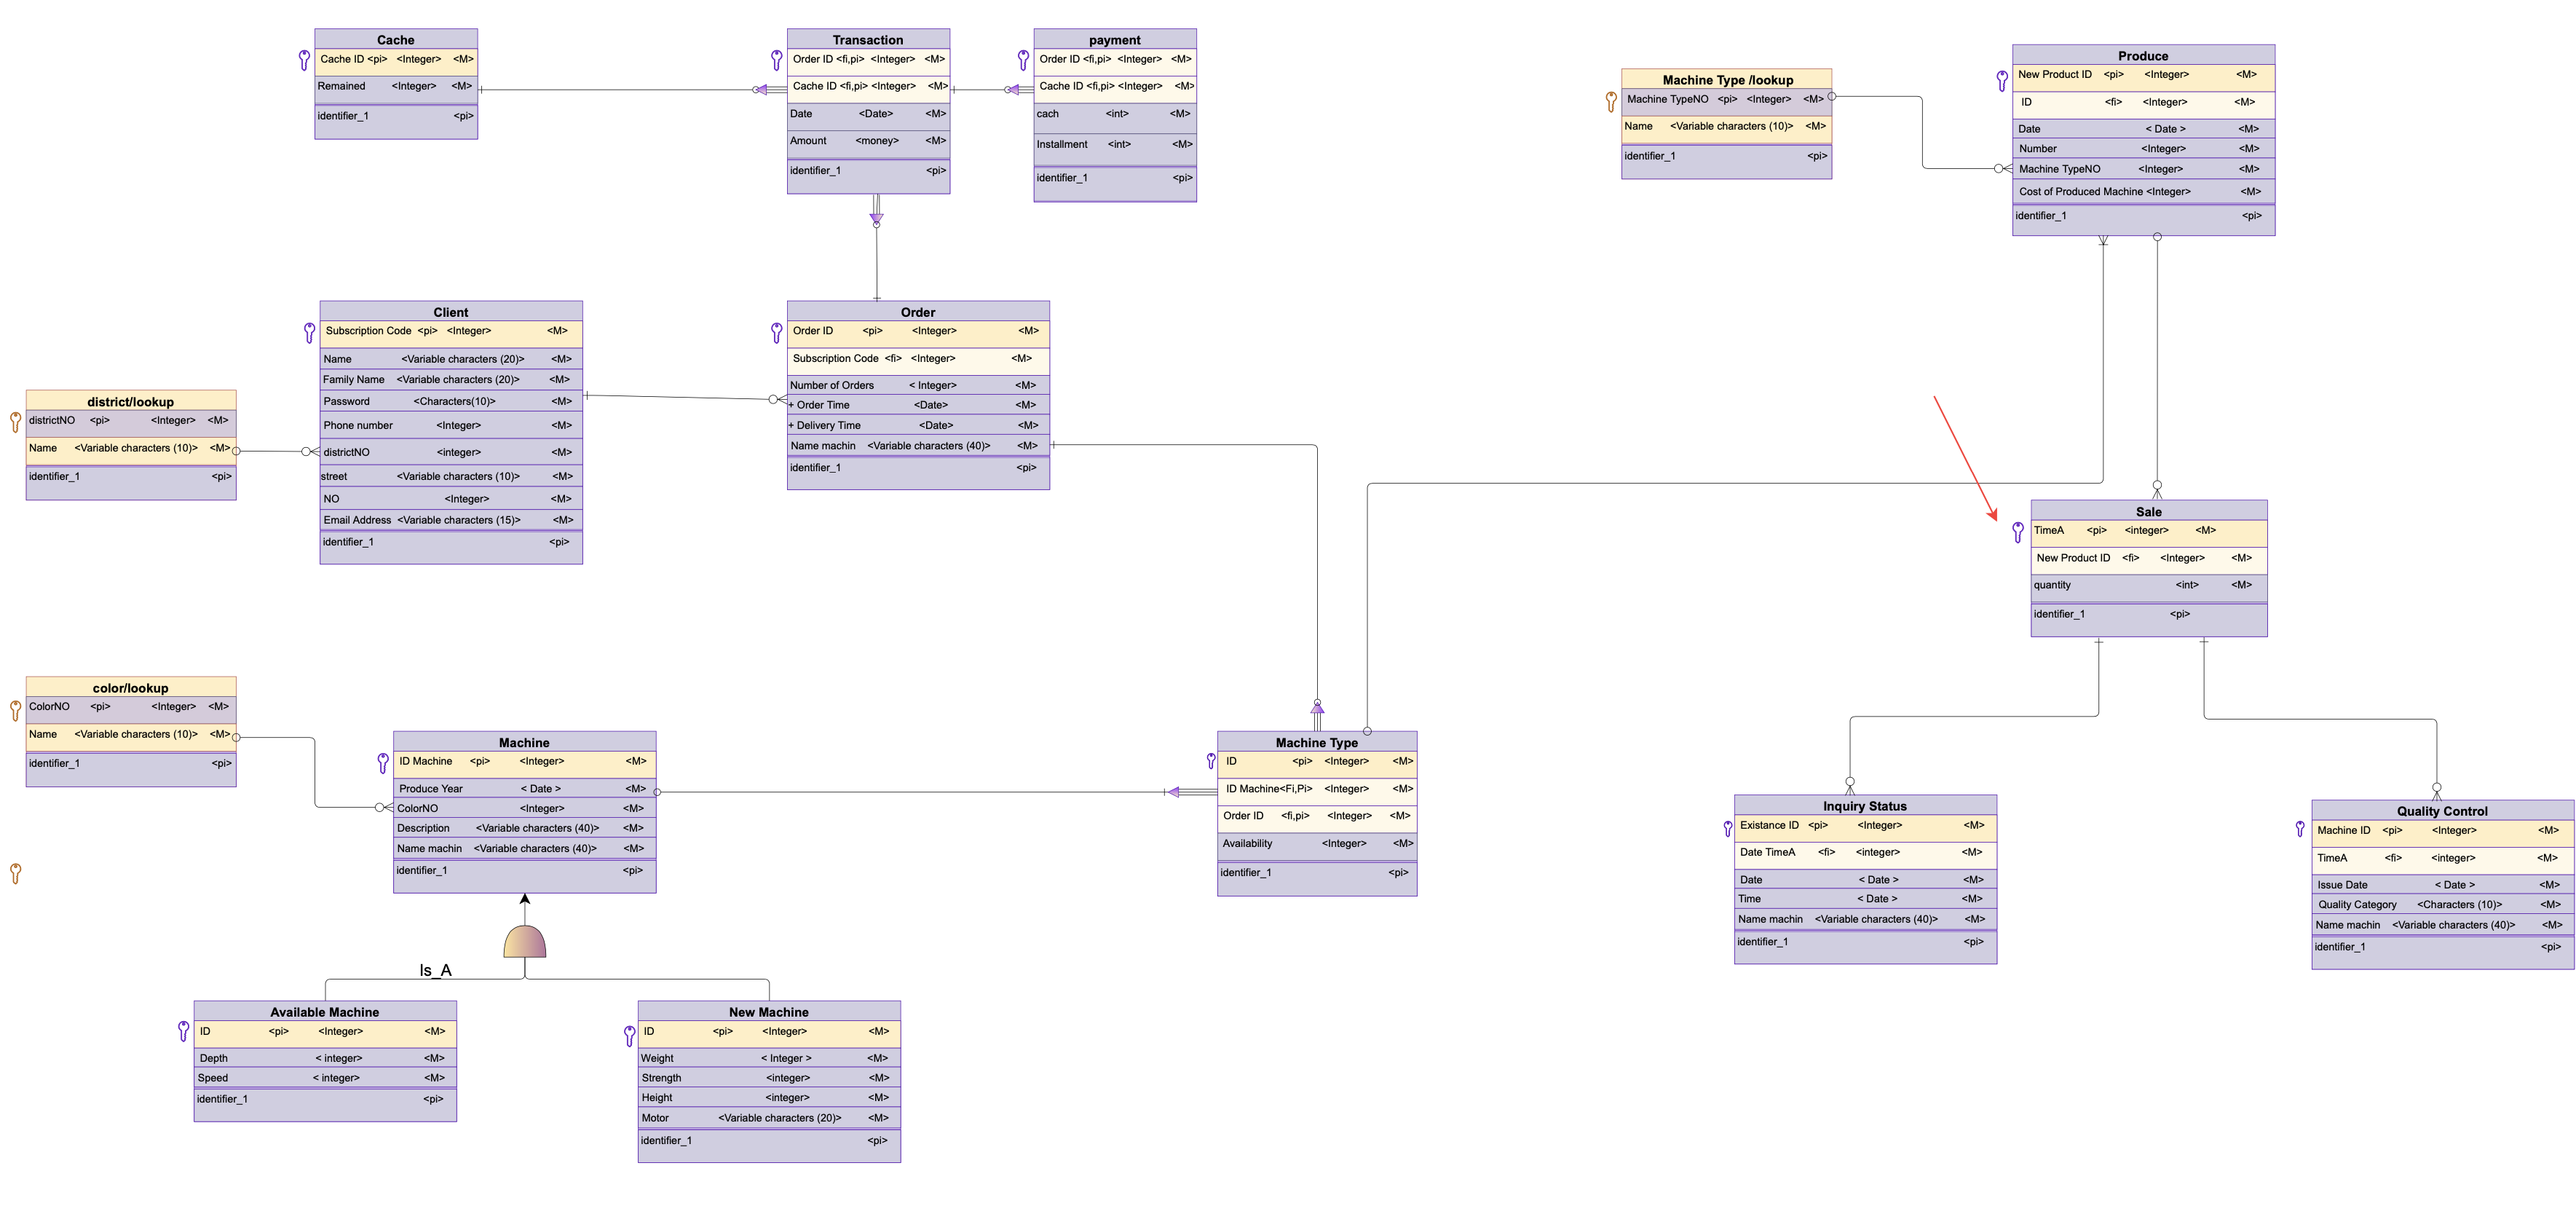 Cache
Cache ID <pi> <Integer> <M>
Remained <Integer> <M>
identifier_1 <pi>
Transaction
Order ID <fi,pi> <Integer> <M>
Cache ID <fi,pi> <Integer> <M>
Date <Date> <M>
Amount <money> <M>
identifier_1 <pi>
payment
Order ID <fi,pi> <Integer> <M>
Cache ID <fi,pi> <Integer> <M>
cach <int> <M>
Installment <int> <M>
identifier_1 <pi>
Machine Type /lookup
Machine TypeNO <pi> <Integer> <M>
Name <Variable characters (10)> <M>
identifier_1 <pi>
Produce
New Product ID <pi> <Integer> <M>
ID <fi> <Integer> <M>
Date < Date > <M>
Number <Integer> <M>
Machine TypeNO <Integer> <M>
Cost of Produced Machine <Integer> <M>
identifier_1 <pi>
district/lookup
districtNO <pi> <Integer> <M>
Name <Variable characters (10)> <M>
identifier_1 <pi>
Client
Subscription Code <pi> <Integer> <M>
Name <Variable characters (20)> <M>
Family Name <Variable characters (20)> <M>
Password <Characters(10)> <M>
Phone number <Integer> <M>
districtNO <integer> <M>
street <Variable characters (10)> <M>
NO <Integer> <M>
Email Address <Variable characters (15)> <M>
identifier_1 <pi>
Order
Order ID <pi> <Integer> <M>
Subscription Code <fi> <Integer> <M>
Number of Orders < Integer> <M>
+ Order Time <Date> <M>
+ Delivery Time <Date> <M>
Name machin <Variable characters (40)> <M>
identifier_1 <pi>
Sale
TimeA <pi> <integer> <M>
New Product ID <fi> <Integer> <M>
quantity <int> <M>
identifier_1 <pi>
color/lookup
ColorNO <pi> <Integer> <M>
Name <Variable characters (10)> <M>
identifier_1 <pi>
Machine
ID Machine <pi> <Integer> <M>
Produce Year < Date > <M>
ColorNO <Integer> <M>
Description <Variable characters (40)> <M>
Name machin <Variable characters (40)> <M>
identifier_1 <pi>
Machine Type
ID <pi> <Integer> <M>
ID Machine<Fi,Pi> <Integer> <M>
Order ID <fi,pi> <Integer> <M>
Availability <Integer> <M>
identifier_1 <pi>
Inquiry Status
Existance ID <pi> <Integer> <M>
Date TimeA <fi> <integer> <M>
Date < Date > <M>
Time < Date > <M>
Name machin <Variable characters (40)> <M>
identifier_1 <pi>
Quality Control
Machine ID <pi> <Integer> <M>
TimeA <fi> <integer> <M>
Issue Date < Date > <M>
Quality Category <Characters (10)> <M>
Name machin <Variable characters (40)> <M>
identifier_1 <pi>
Is_A
Available Machine
ID <pi> <Integer> <M>
Depth < integer> <M>
Speed < integer> <M>
identifier_1 <pi>
New Machine
ID <pi> <Integer> <M>
Weight < Integer > <M>
Strength <integer> <M>
Height <integer> <M>
Motor <Variable characters (20)> <M>
identifier_1 <pi>